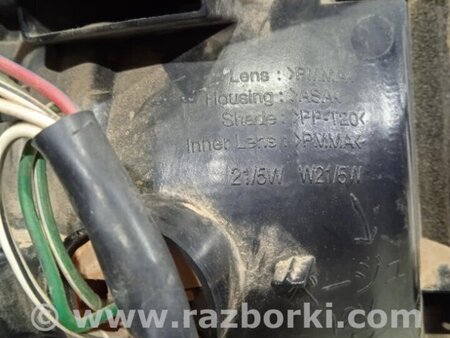 Lens : >PMMA<
Housing : >ASA<
Shade : >PP-T20<
Inner Lens : >PMMA<
21/5W W21/5W
www.razborki.com